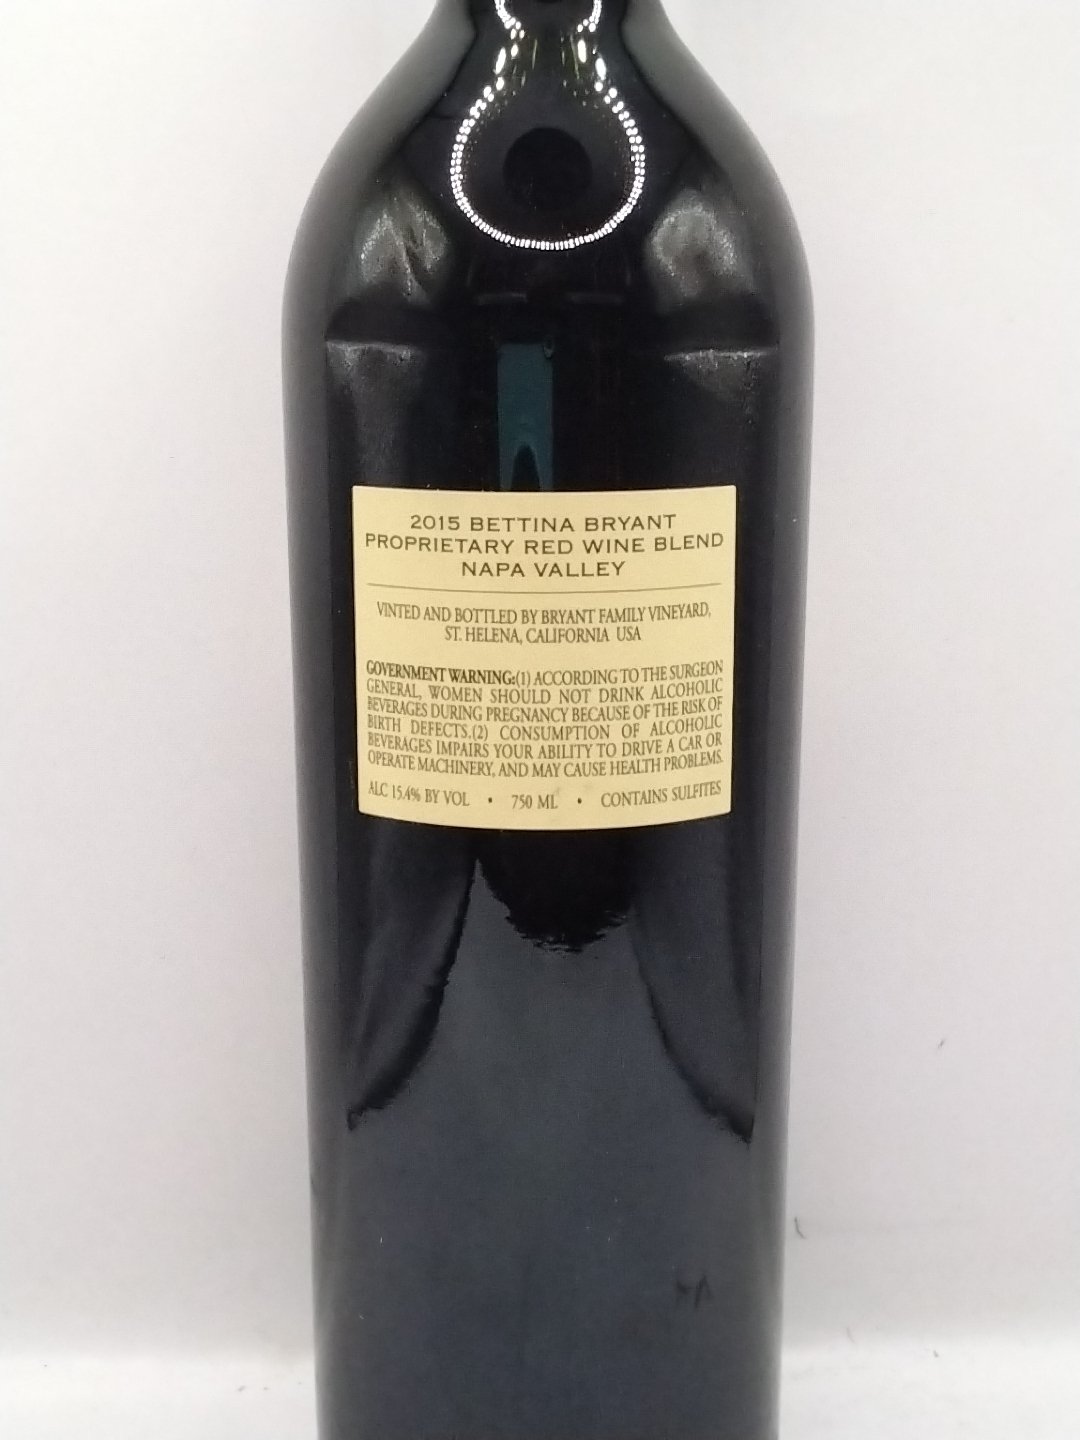 2015 BETTINA BRYANT
PROPRIETARY RED WINE BLEND
NAPA VALLEY
VINTED AND BOTTLED BY BRYANT FAMILY VINEYARD,
ST. HELENA, CALIFORNIA USA
GOVERNMENT WARNING:(1) ACCORDING TO THE SURGEON
GENERAL, WOMEN SHOULD NOT DRINK ALCOHOLIC
BEVERAGES DURING PREGNANCY BECAUSE OF THE RISK OF
BIRTH DEFECTS.(2) CONSUMPTION OF ALCOHOLIC
BEVERAGES IMPAIRS YOUR ABILITY TO DRIVE A CAR OR
OPERATE MACHINERY, AND MAY CAUSE HEALTH PROBLEMS.
ALC 15.4% BY VOL • 750 ML • CONTAINS SULFITES